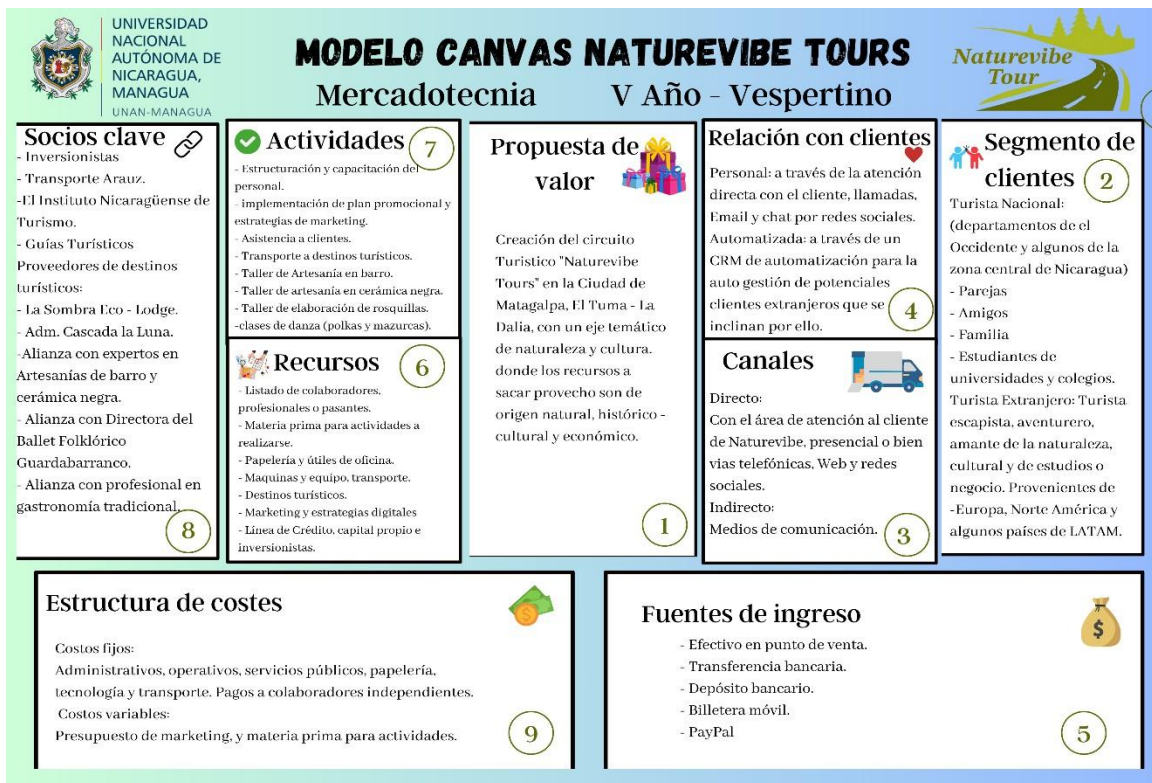 UNIVERSIDAD
NACIONAL
AUTÓNOMA DE
NICARAGUA,
MANAGUA
UNAN-MANAGUA
MODELO CANVAS NATUREVIBE TOURS
Mercadotecnia V Año - Vespertino
Naturevibe
Tour
Socios clave
- Inversionistas
- Transporte Arauz.
-El Instituto Nicaragüense de
Turismo.
- Guías Turísticos
Proveedores de destinos
turísticos:
- La Sombra Eco - Lodge.
- Adm. Cascada la Luna.
-Alianza con expertos en
Artesanías de barro y
cerámica negra.
- Alianza con Directora del
Ballet Folklórico
Guardabarranco.
- Alianza con profesional en
gastronomía tradicional.
8
Actividades
7
- Estructuración y capacitación del
personal.
- implementación de plan promocional y
estrategias de marketing.
- Asistencia a clientes.
- Transporte a destinos turísticos.
- Taller de Artesanía en barro.
- Taller de artesanía en cerámica negra.
- Taller de elaboración de rosquillas.
-clases de danza (polkas y mazurcas).
Recursos
6
- Listado de colaboradores,
profesionales o pasantes.
- Materia prima para actividades a
realizarse.
- Papelería y útiles de oficina.
- Maquinas y equipo, transporte.
- Destinos turísticos.
- Marketing y estrategias digitales
- Línea de Crédito, capital propio e
inversionistas.
Propuesta de
valor
Creación del circuito
Turistico "Naturevibe
Tours" en la Ciudad de
Matagalpa, El Tuma - La
Dalia, con un eje temático
de naturaleza y cultura.
donde los recursos a
sacar provecho son de
origen natural, histórico -
cultural y económico.
1
Relación con clientes
Personal: a través de la atención
directa con el cliente, llamadas,
Email y chat por redes sociales.
Automatizada: a través de un
CRM de automatización para la
auto gestión de potenciales
clientes extranjeros que se
inclinan por ello.
4
Canales
Directo:
Con el área de atención al cliente
de Naturevibe, presencial o bien
vias telefónicas, Web y redes
sociales.
Indirecto:
Medios de comunicación.
3
Segmento de
clientes
2
Turista Nacional:
(departamentos de el
Occidente y algunos de la
zona central de Nicaragua)
- Parejas
- Amigos
- Familia
- Estudiantes de
universidades y colegios.
Turista Extranjero: Turista
escapista, aventurero,
amante de la naturaleza,
cultural y de estudios o
negocio. Provenientes de
-Europa, Norte América y
algunos países de LATAM.
Estructura de costes
Costos fijos:
Administrativos, operativos, servicios públicos, papelería,
tecnología y transporte. Pagos a colaboradores independientes.
Costos variables:
Presupuesto de marketing, y materia prima para actividades.
9
Fuentes de ingreso
$
- Efectivo en punto de venta.
- Transferencia bancaria.
- Depósito bancario.
- Billetera móvil.
- PayPal
5